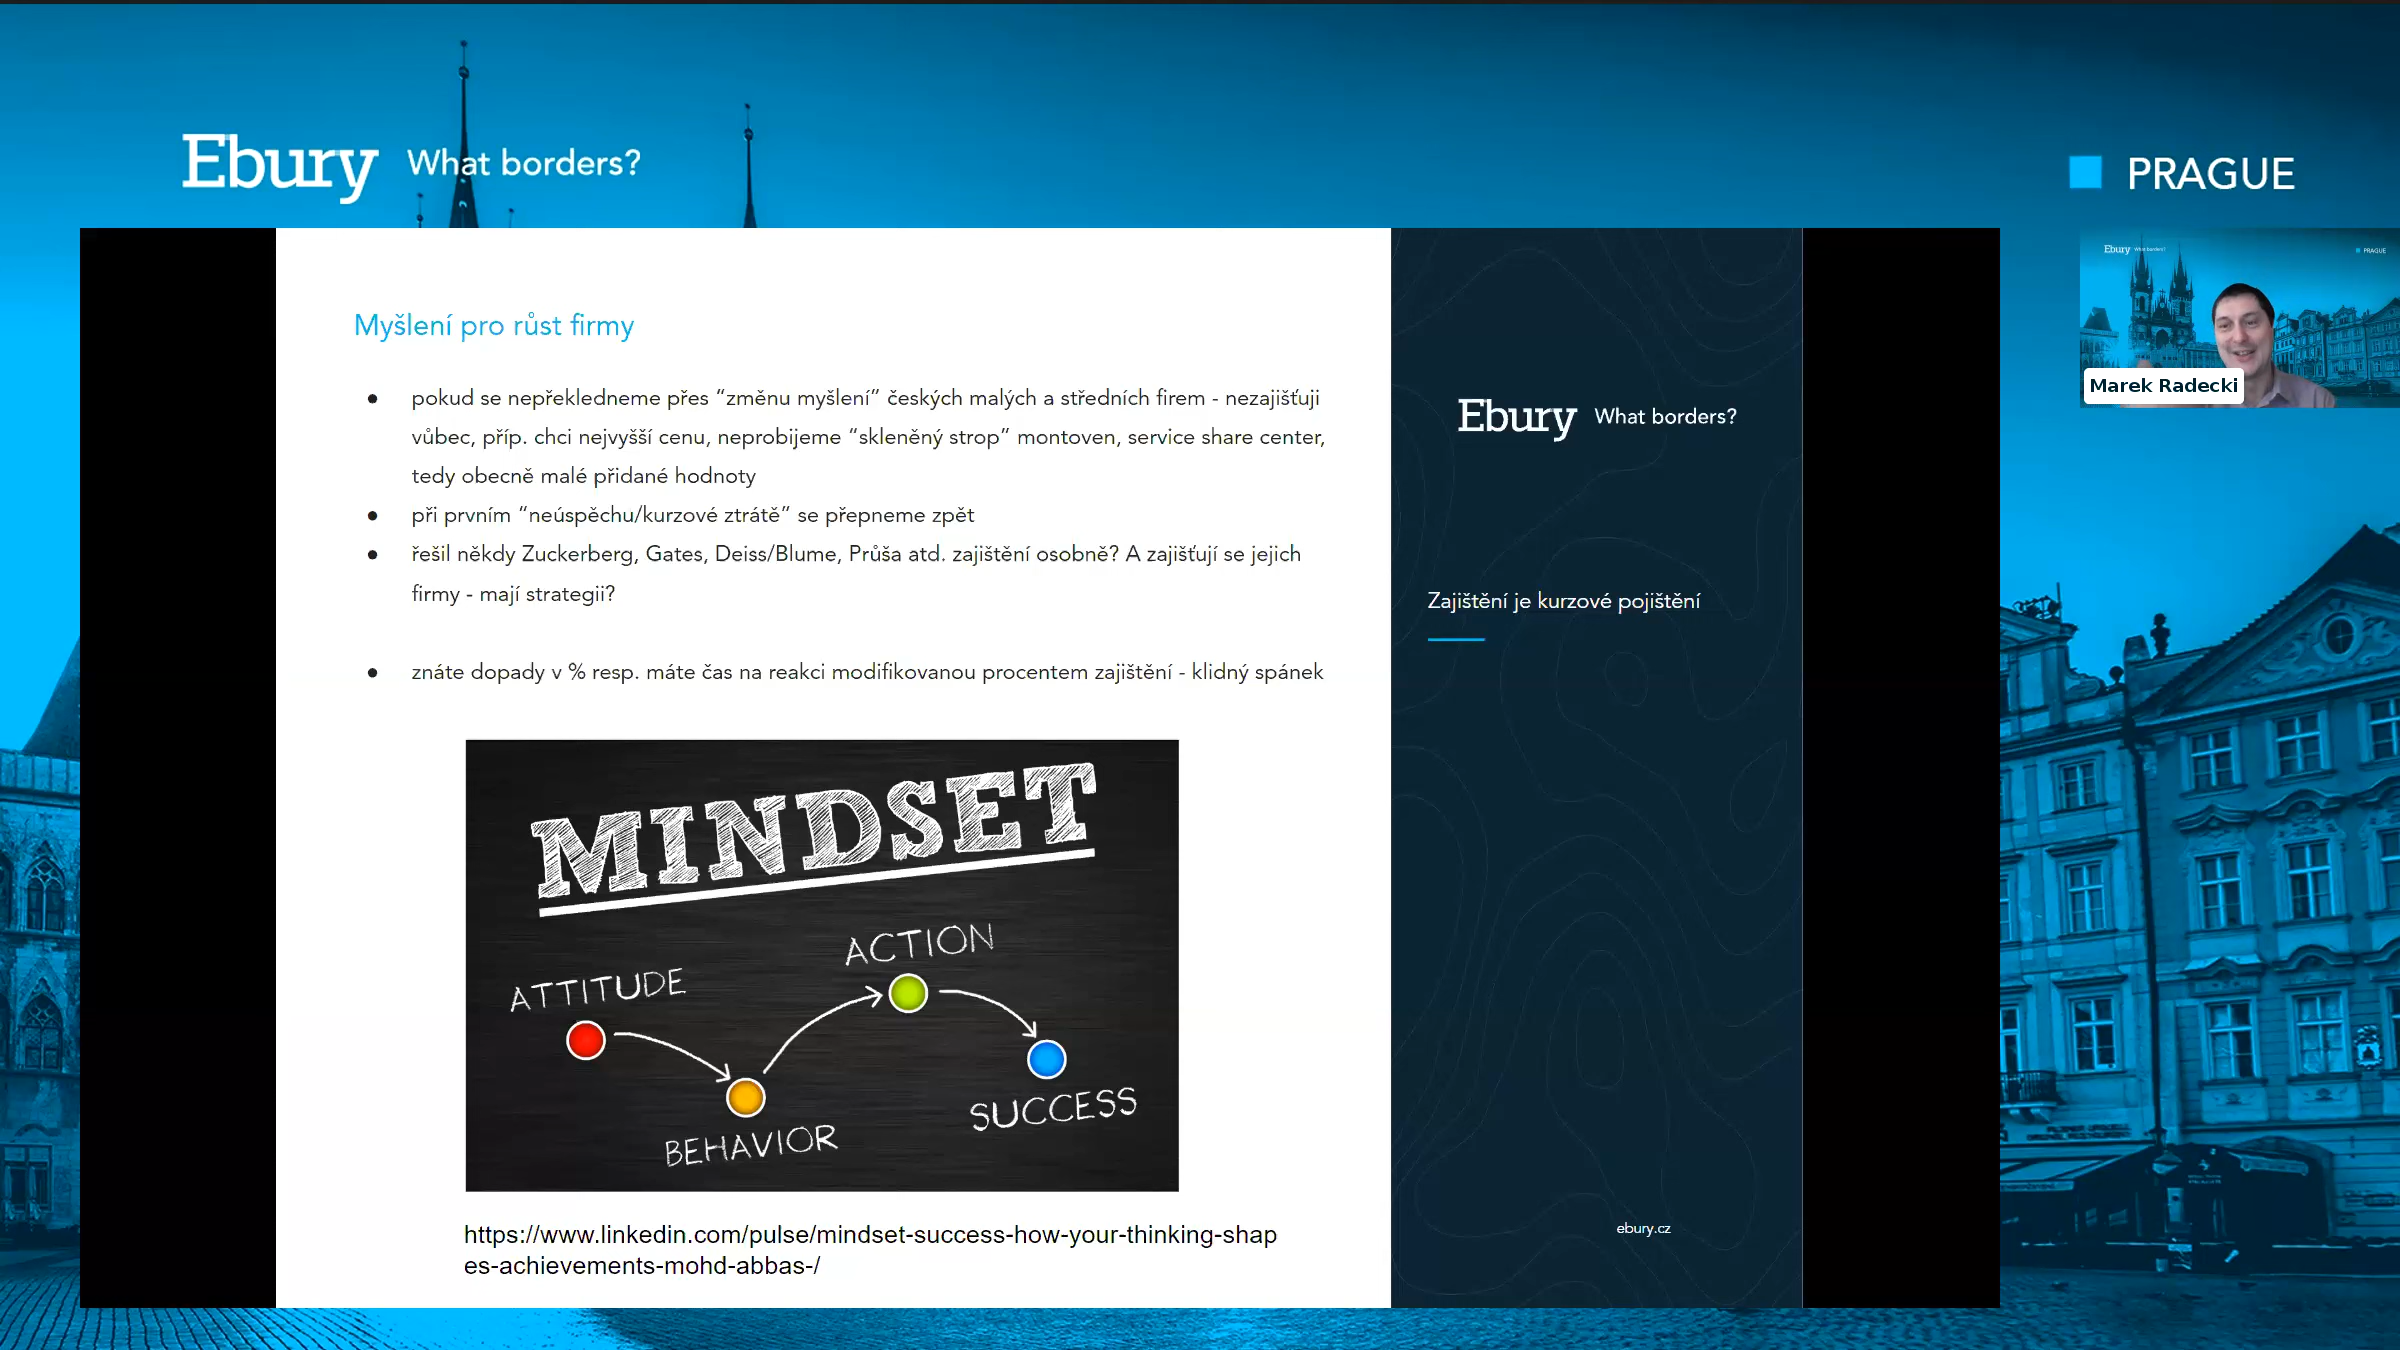 Ebury What borders?
PRAGUE
Myšlení pro růst firmy
● pokud se nepřekledneme přes “změnu myšlení” českých malých a středních firem - nezajišťuji
vůbec, příp. chci nejvyšší cenu, neprobijeme “skleněný strop” montoven, service share center,
tedy obecně malé přidané hodnoty
● při prvním “neúspěchu/kurzové ztrátě” se přepneme zpět
● řešil někdy Zuckerberg, Gates, Deiss/Blume, Průša atd. zajištění osobně? A zajišťují se jejich
firmy - mají strategii?
● znáte dopady v % resp. máte čas na reakci modifikovanou procentem zajištění - klidný spánek
MINDSET
ATTITUDE
BEHAVIOR
ACTION
SUCCESS
https://www.linkedin.com/pulse/mindset-success-how-your-thinking-shap
es-achievements-mohd-abbas-/
Ebury What borders?
Zajištění je kurzové pojištění
ebury.cz
Ebury What borders?
PRAGUE
Marek Radecki